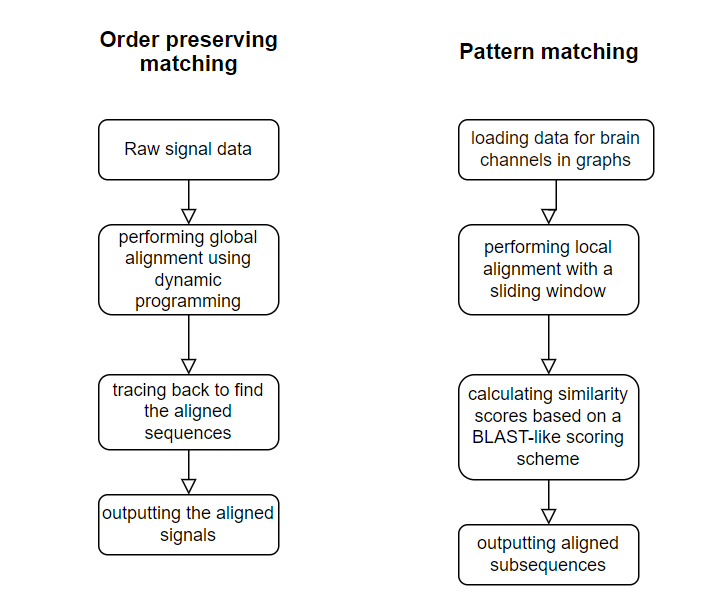 Order preserving
matching
Raw signal data
performing global
alignment using
dynamic
programming
tracing back to find
the aligned
sequences
outputting the aligned
signals
Pattern matching
loading data for brain
channels in graphs
performing local
alignment with a
sliding window
calculating similarity
scores based on a
BLAST-like scoring
scheme
outputting aligned
subsequences